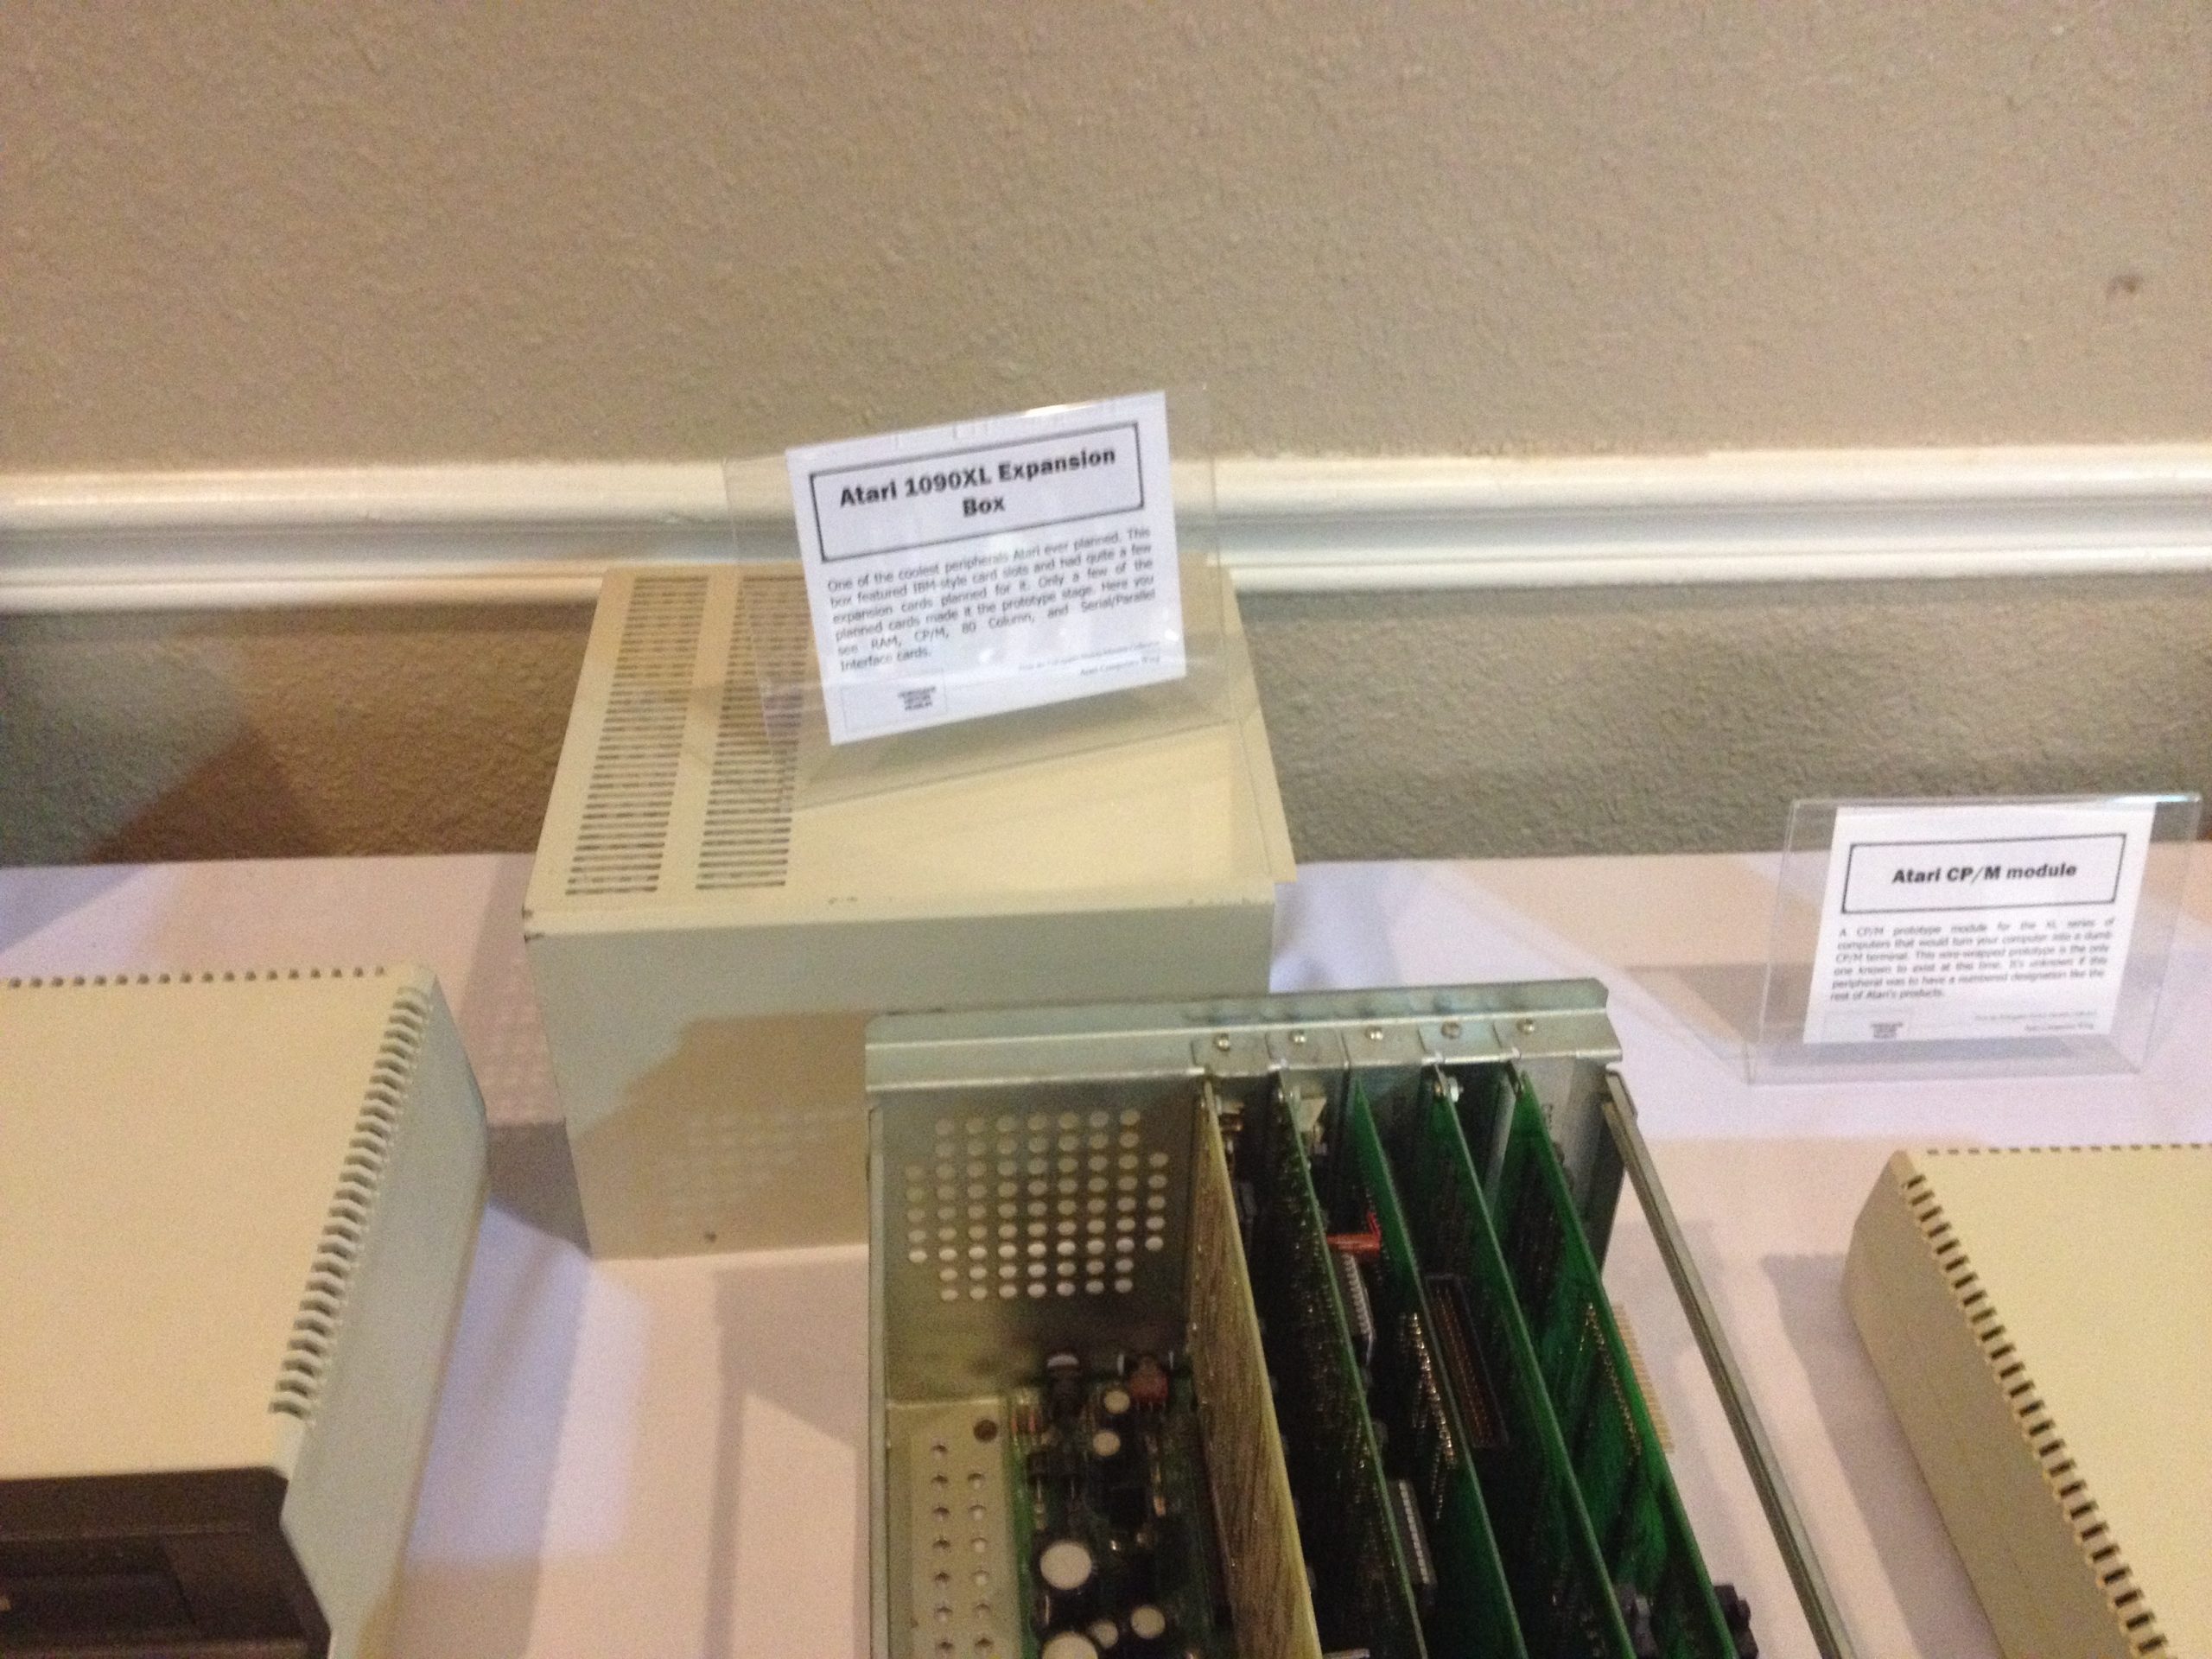 Atari 1090XL Expansion
Box
One of the coolest peripherals Atari ever planned. This
box featured IBM style card slots and had quite a few
expansion cards planned for it. Only a few of the
planned cards made it the prototype stage. Here you
see RAM, CP/M, 80 Column, and Serial/Parallel
Interface cards.
Atari CP/M module
A CP/M prototype module for the XL series of
computers that would turn your computer into a dumb
CP/M terminal. This wire-wrapped prototype is the only
one known to exist at this time. It's unknown if this
peripheral was to have a numbered designation like the
rest of Atari's products.